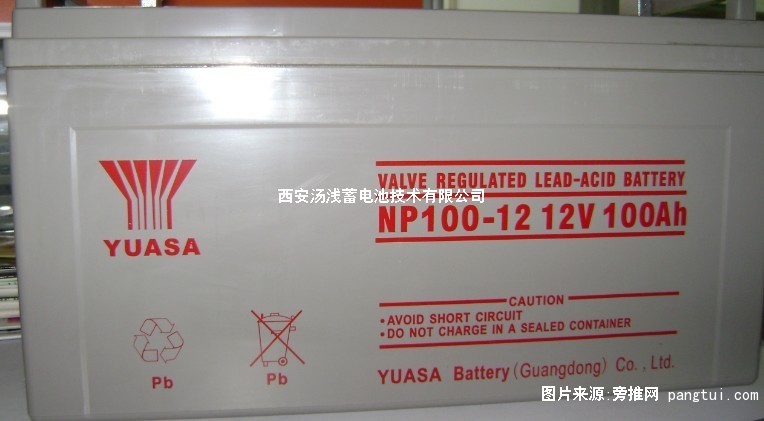 YUASA
VALVE REGULATED LEAD-ACID BATTERY
西安汤浅蓄电池技术有限公司
NP100-12 12V 100Ah
CAUTION
• AVOID SHORT CIRCUIT
• DO NOT CHARGE IN A SEALED CONTAINER
Pb
Pb
YUASA Battery (Guangdong) Co., Ltd.
图片来源:旁推网 pangtui.com